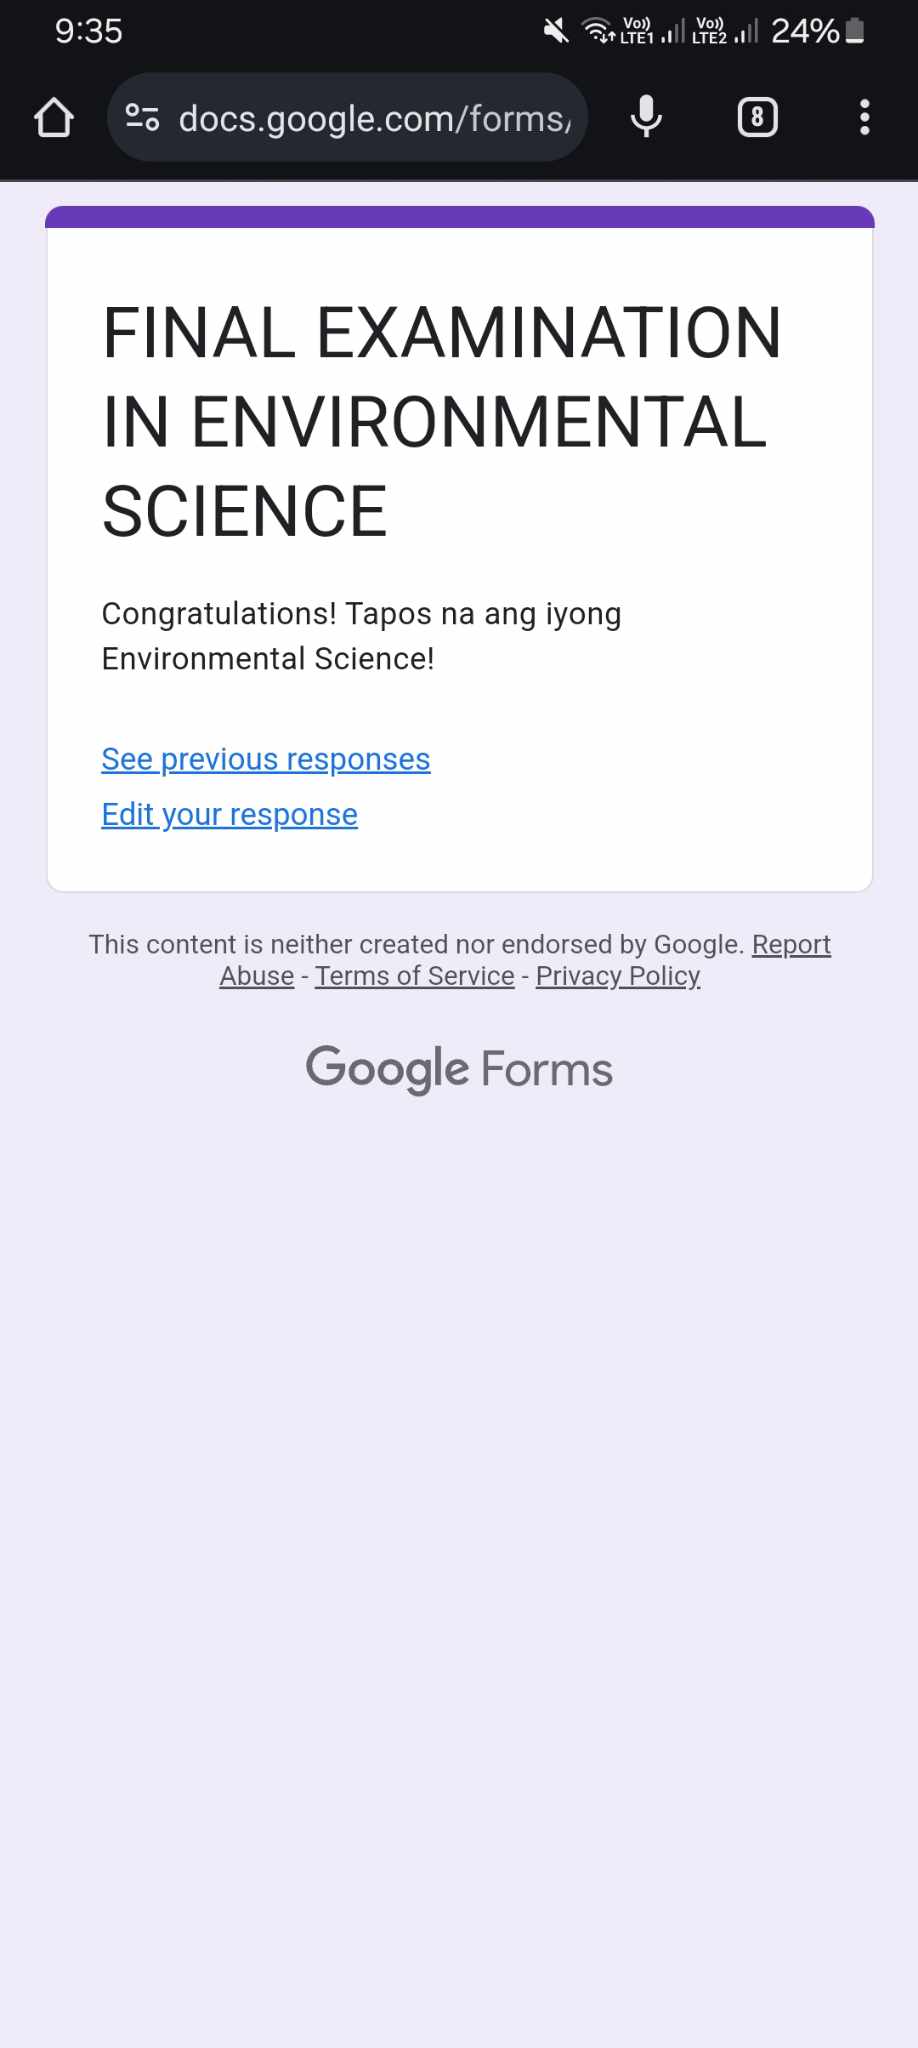 9:35 Vo)) LTE1 Vo)) LTE2 24%
docs.google.com/forms/ 8
FINAL EXAMINATION
IN ENVIRONMENTAL
SCIENCE
Congratulations! Tapos na ang iyong
Environmental Science!
See previous responses
Edit your response
This content is neither created nor endorsed by Google. Report
Abuse - Terms of Service - Privacy Policy
Google Forms